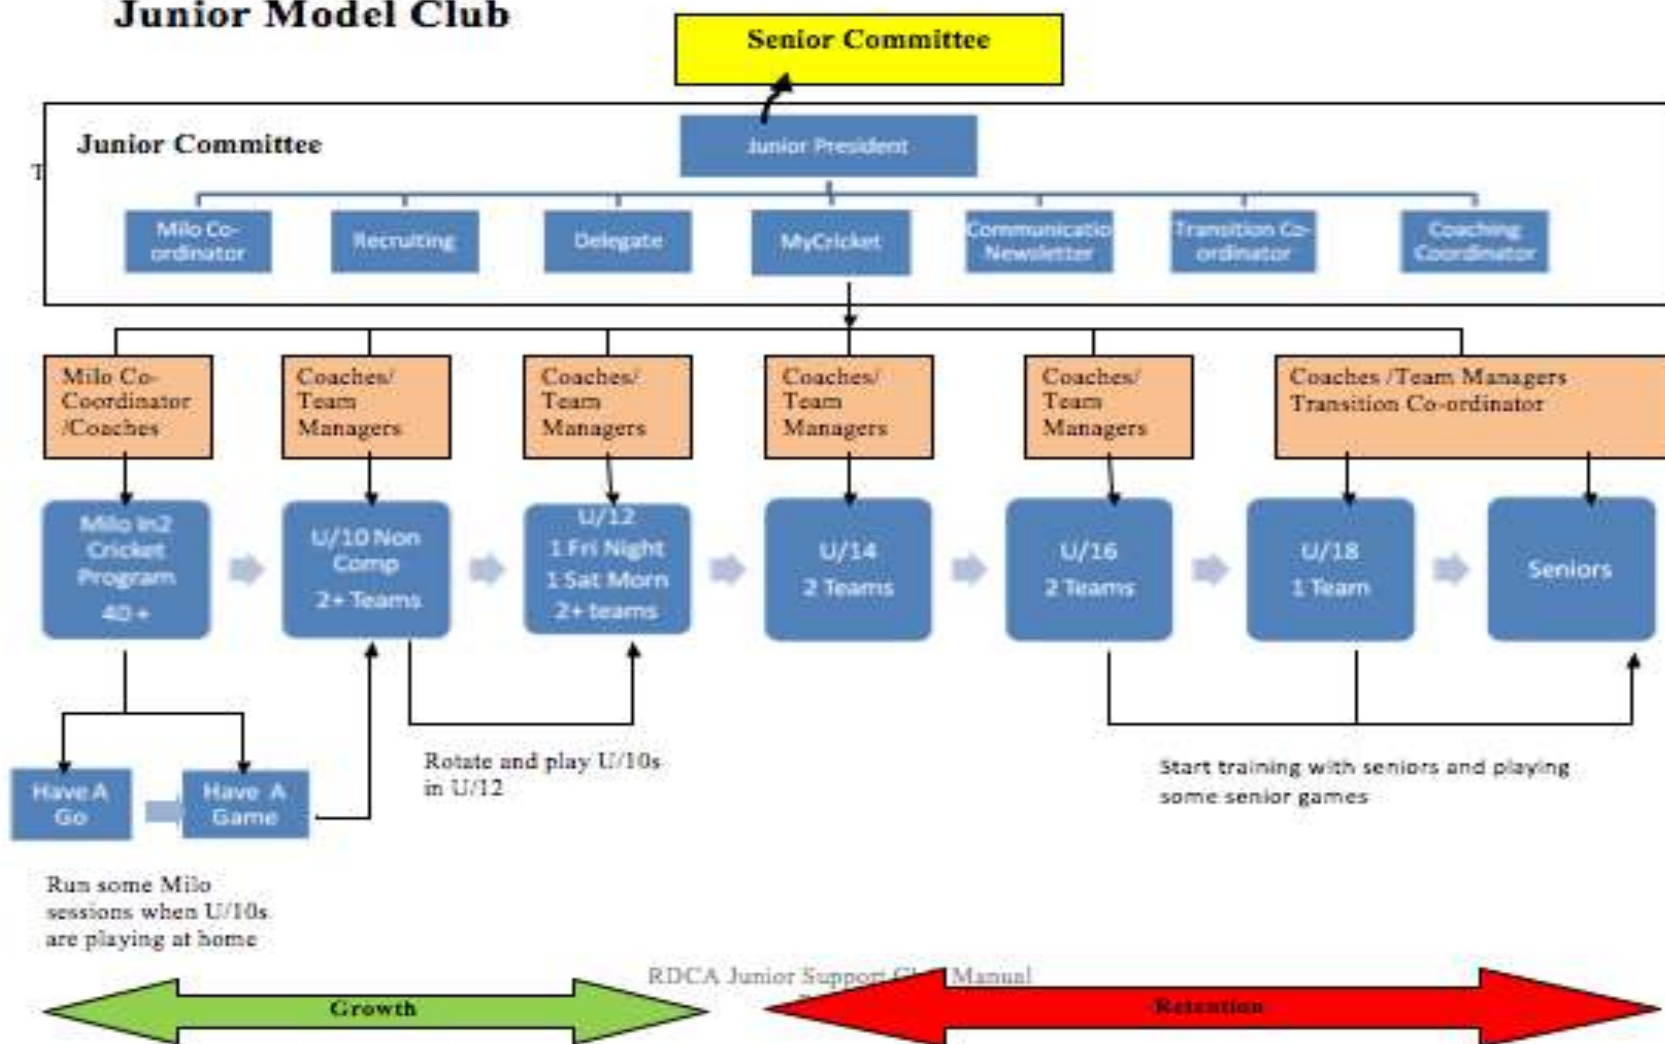 Junior Model Club
Senior Committee
Junior Committee
Junior President
T
Milo Co-
ordinator
Recruiting
Delegate
MyCricket
Communicatio
Newsletter
Transition Co-
ordinator
Coaching
Coordinator
Milo Co-
Coordinator
/Coaches
Coaches/
Team
Managers
Coaches/
Team
Managers
Coaches/
Team
Managers
Coaches/
Team
Managers
Coaches /Team Managers
Transition Co-ordinator
Milo In2
Cricket
Program
40 +
U/10 Non
Comp
2+ Teams
U/12
1 Fri Night
1 Sat Morn
2+ teams
U/14
2 Teams
U/16
2 Teams
U/18
1 Team
Seniors
Have A
Go
Have A
Game
Rotate and play U/10s
in U/12
Start training with seniors and playing
some senior games
Run some Milo
sessions when U/10s
are playing at home
RDCA Junior Support Manual
Growth
Retention